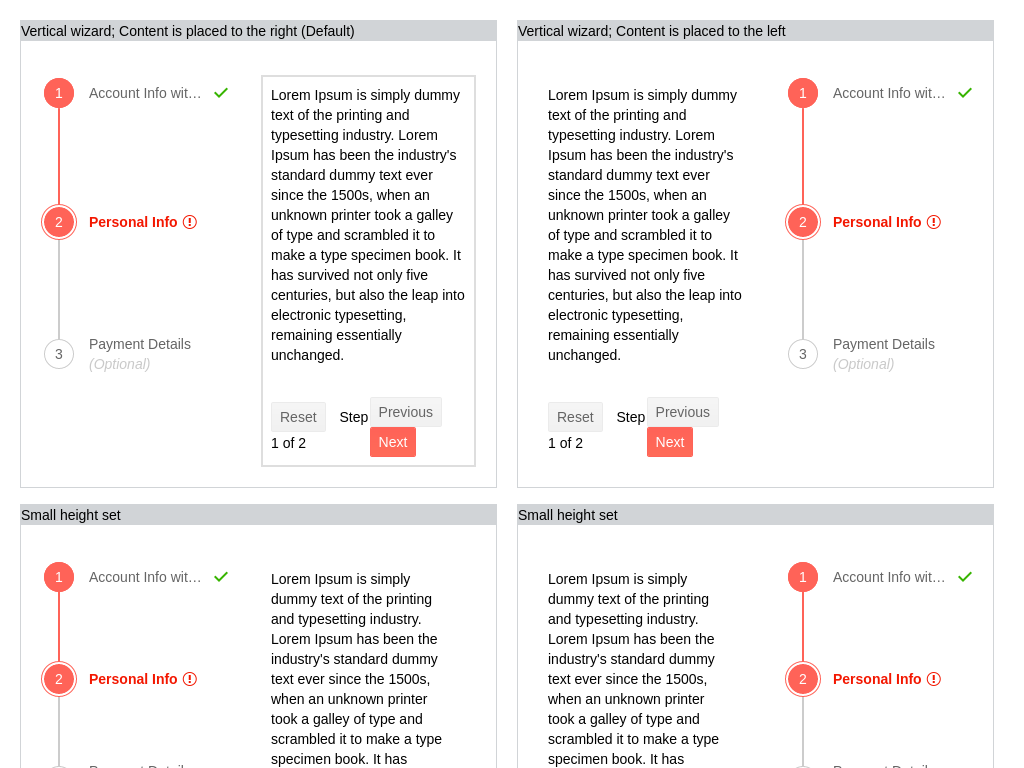 Vertical wizard; Content is placed to the right (Default)
1
Account Info wit…
2
Personal Info
3
Payment Details
(Optional)
Lorem Ipsum is simply dummy
text of the printing and
typesetting industry. Lorem
Ipsum has been the industry's
standard dummy text ever
since the 1500s, when an
unknown printer took a galley
of type and scrambled it to
make a type specimen book. It
has survived not only five
centuries, but also the leap into
electronic typesetting,
remaining essentially
unchanged.
Reset Step Previous
1 of 2 Next
Vertical wizard; Content is placed to the left
Lorem Ipsum is simply dummy
text of the printing and
typesetting industry. Lorem
Ipsum has been the industry's
standard dummy text ever
since the 1500s, when an
unknown printer took a galley
of type and scrambled it to
make a type specimen book. It
has survived not only five
centuries, but also the leap into
electronic typesetting,
remaining essentially
unchanged.
Reset Step Previous
1 of 2 Next
1
Account Info wit…
2
Personal Info
3
Payment Details
(Optional)
Small height set
1
Account Info wit…
2
Personal Info
Lorem Ipsum is simply
dummy text of the printing
and typesetting industry.
Lorem Ipsum has been the
industry's standard dummy
text ever since the 1500s,
when an unknown printer
took a galley of type and
scrambled it to make a type
specimen book. It has
Small height set
Lorem Ipsum is simply
dummy text of the printing
and typesetting industry.
Lorem Ipsum has been the
industry's standard dummy
text ever since the 1500s,
when an unknown printer
took a galley of type and
scrambled it to make a type
specimen book. It has
1
Account Info wit…
2
Personal Info